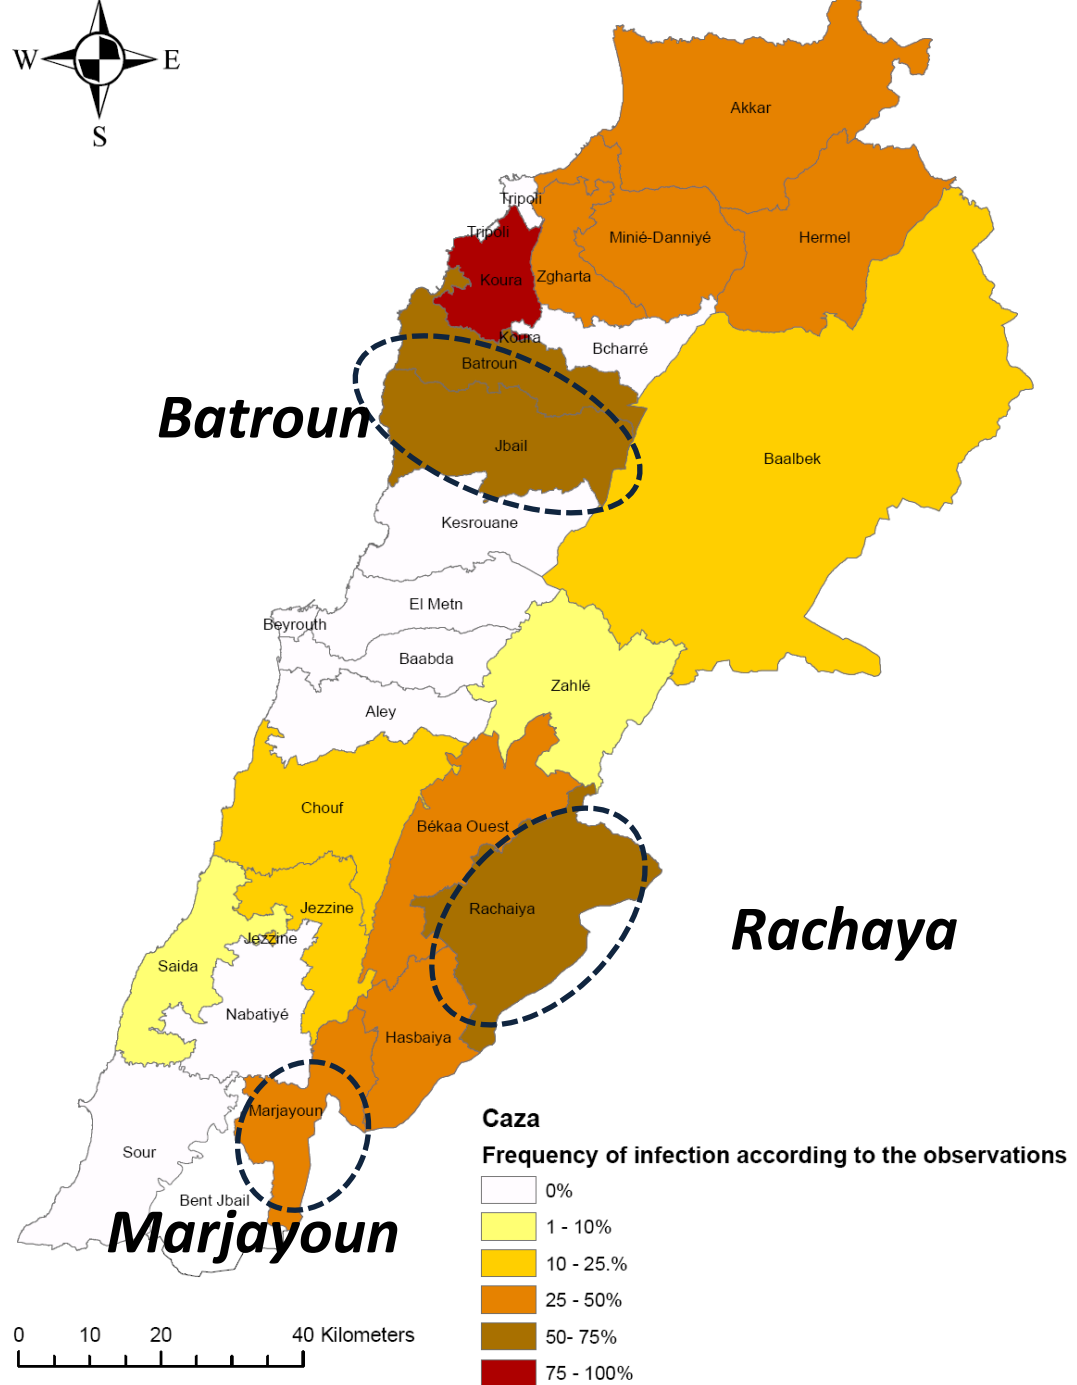 W E
S
Akkar
Tripoli
Tripoli
Minié-Danniyé
Hermel
Koura
Zgharta
Koura
Bcharré
Batroun
Batroun
Jbail
Baalbek
Kesrouane
El Metn
Beyrouth
Baabda
Zahlé
Aley
Chouf
Békaa Ouest
Jezzine
Rachaiya
Rachaya
Jezzine
Saida
Nabatiyé
Hasbaiya
Marjayoun
Sour
Bent Jbail
Marjayoun
Caza
Frequency of infection according to the observations
0%
1 - 10%
10 - 25.%
25 - 50%
50- 75%
75 - 100%
0 10 20 40 Kilometers